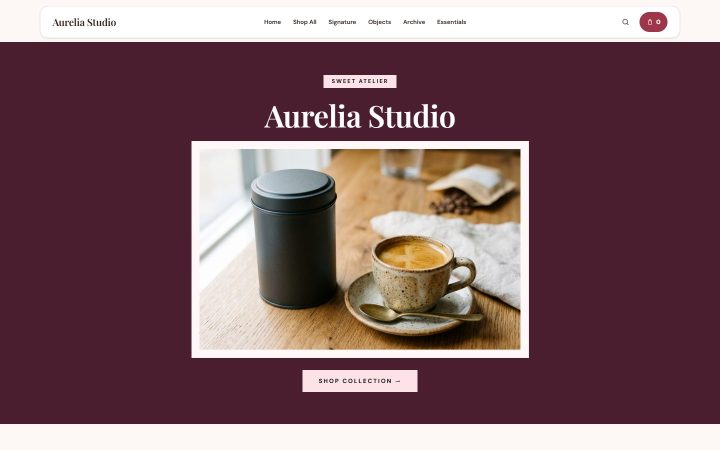 Aurelia Studio
Home Shop All Signature Objects Archive Essentials
0
SWEET ATELIER
Aurelia Studio
SHOP COLLECTION →